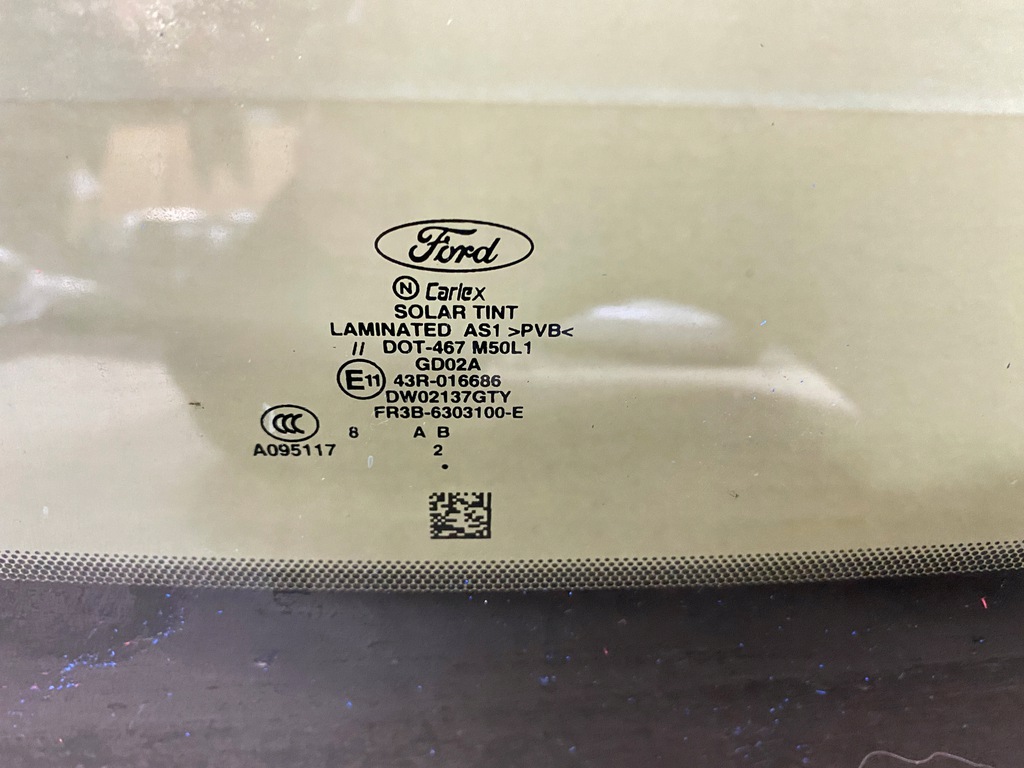 Ford
N Carlex
SOLAR TINT
LAMINATED AS1 >PVB<
// DOT-467 M50L1
GD02A
E11 43R-016686
DW02137GTY
FR3B-6303100-E
CCC
8 A B
A095117 2